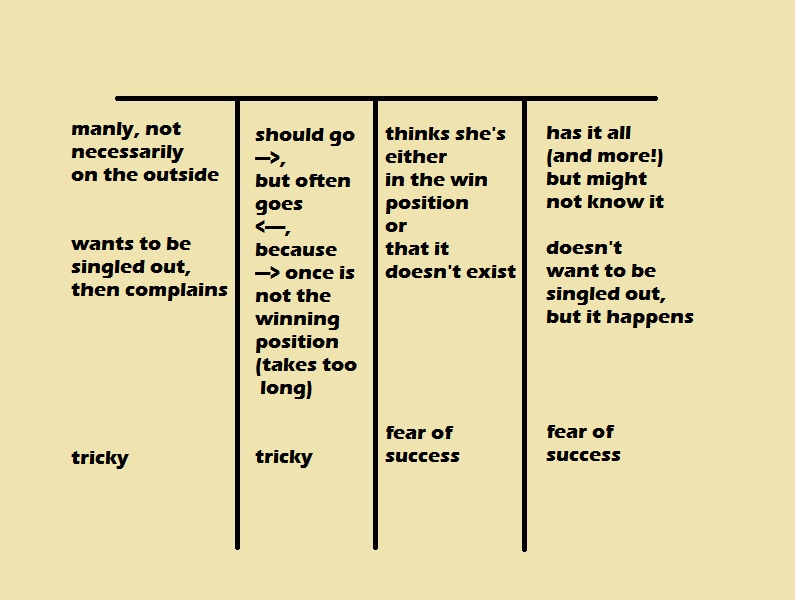 manly, not
necessarily
on the outside
wants to be
singled out,
then complains
tricky
should go
—>,
but often
goes
<—,
because
—> once is
not the
winning
position
(takes too
long)
tricky
thinks she's
either
in the win
position
or
that it
doesn't exist
fear of
success
has it all
(and more!)
but might
not know it
doesn't
want to be
singled out,
but it happens
fear of
success